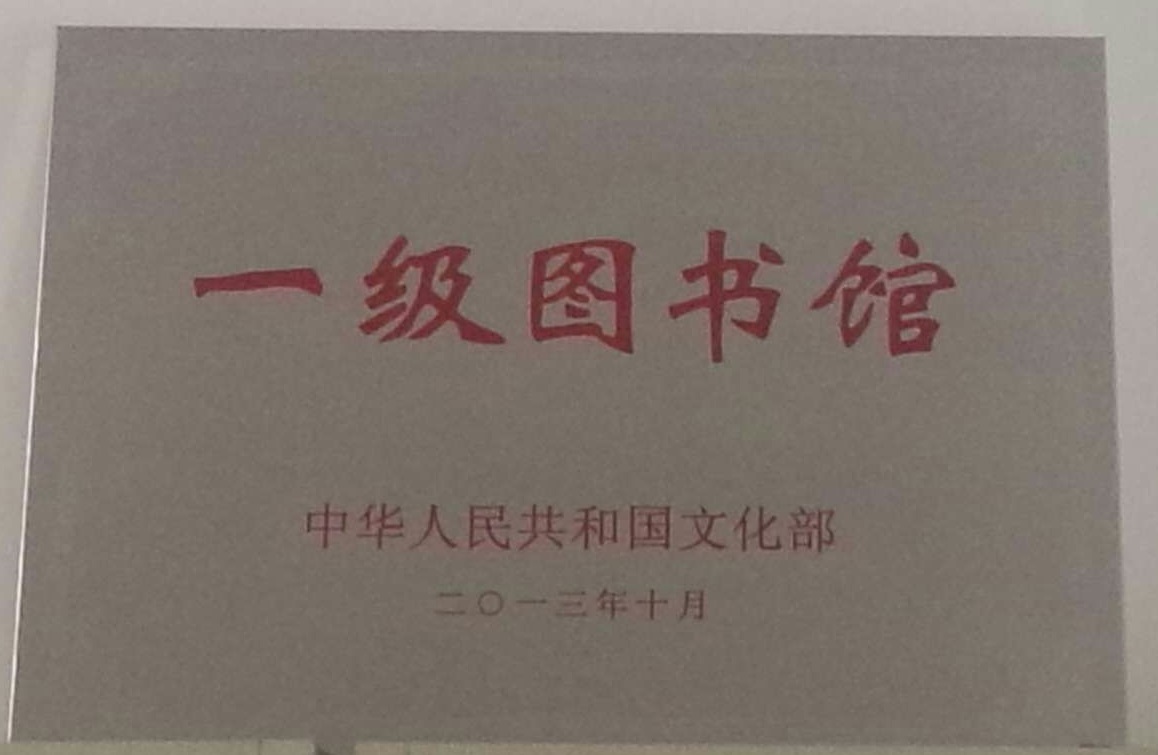 一级图书馆
中华人民共和国文化部
二〇一三年十月